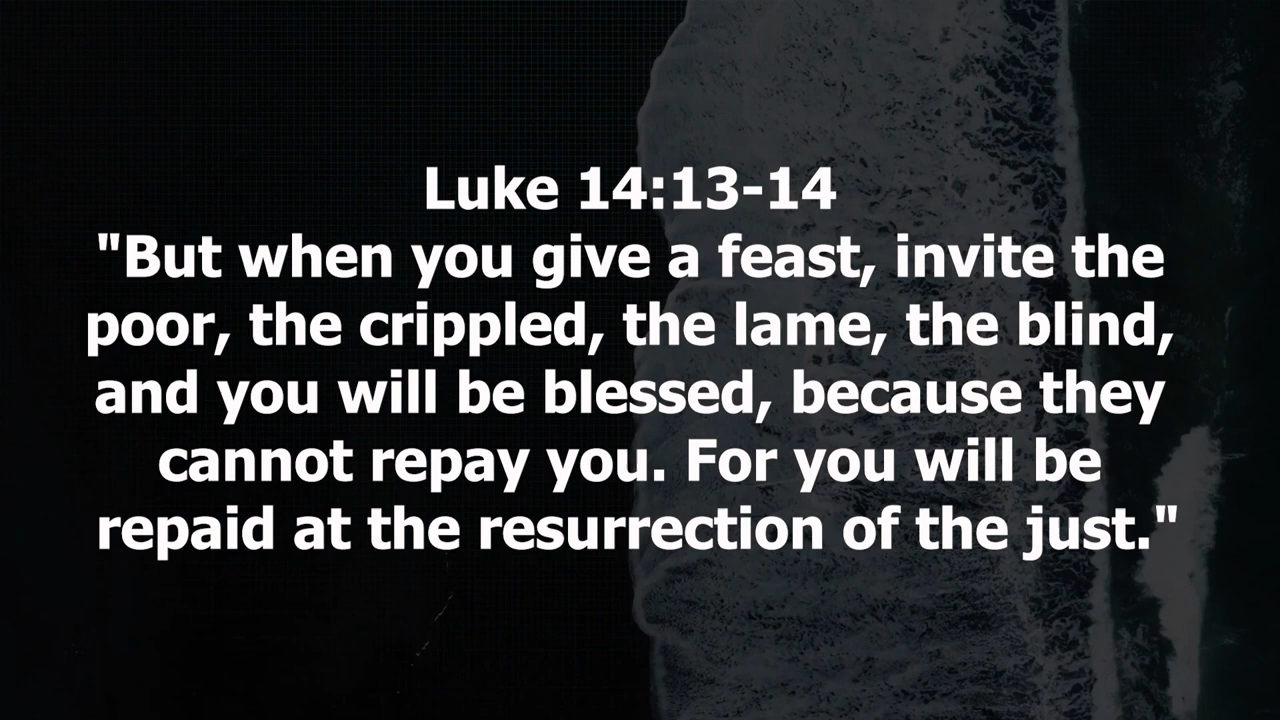 Luke 14:13-14
"But when you give a feast, invite the
poor, the crippled, the lame, the blind,
and you will be blessed, because they
cannot repay you. For you will be
repaid at the resurrection of the just."